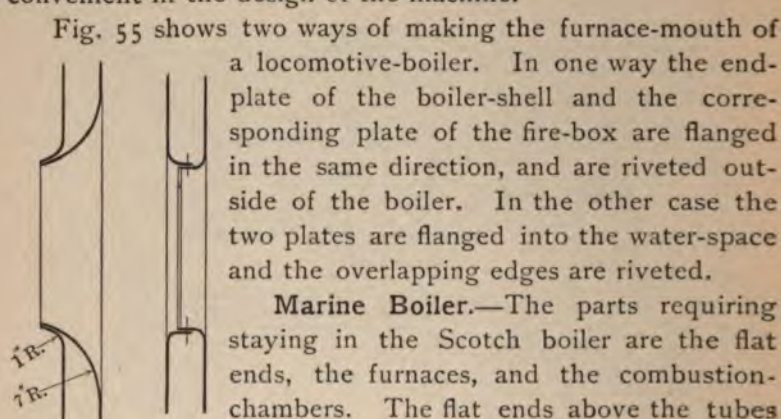 convenient in the design of the machine.
Fig. 55 shows two ways of making the furnace-mouth of
a locomotive-boiler. In one way the end-
plate of the boiler-shell and the corre-
sponding plate of the fire-box are flanged
in the same direction, and are riveted out-
side of the boiler. In the other case the
two plates are flanged into the water-space
and the overlapping edges are riveted.
Marine Boiler.—The parts requiring
staying in the Scotch boiler are the flat
ends, the furnaces, and the combustion-
chambers. The flat ends above the tubes
1"R.
7"R.